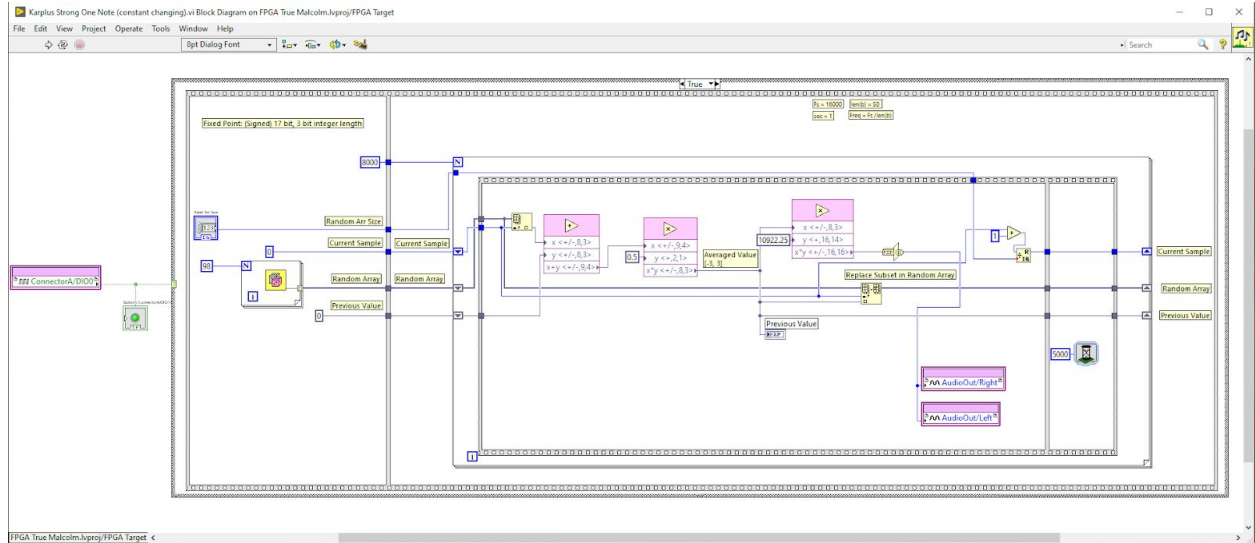 Karplus Strong One Note (constant changing).vi Block Diagram on FPGA True Malcolm.lvproj/FPGA Target
File Edit View Project Operate Tools Window Help
8pt Dialog Font
Search
True
Fs = 16000
len(b) = 50
sec = 1
Freq = Fs /len(b)
Fixed Point: (Signed) 17 bit, 3 bit integer length
8000
N
Random Arr Size
Current Sample
Current Sample
0
98
N
i
Random Array
Random Array
Previous Value
0
ConnectorA/DIO0
x <+/-,8,3>
y <+/-,8,3>
x+y <+/-,9,4>
0.5
x <+/-,9,4>
y <+,2,1>
x*y <+/-,8,3>
Averaged Value
[-3, 3]
10922.25
x <+/-,8,3>
y <+,16,14>
x*y <+/-,16,16>
1
R
IQ
Replace Subset in Random Array
Previous Value
Current Sample
Random Array
Previous Value
5000
AudioOut/Right
AudioOut/Left
i
FPGA True Malcolm.lvproj/FPGA Target